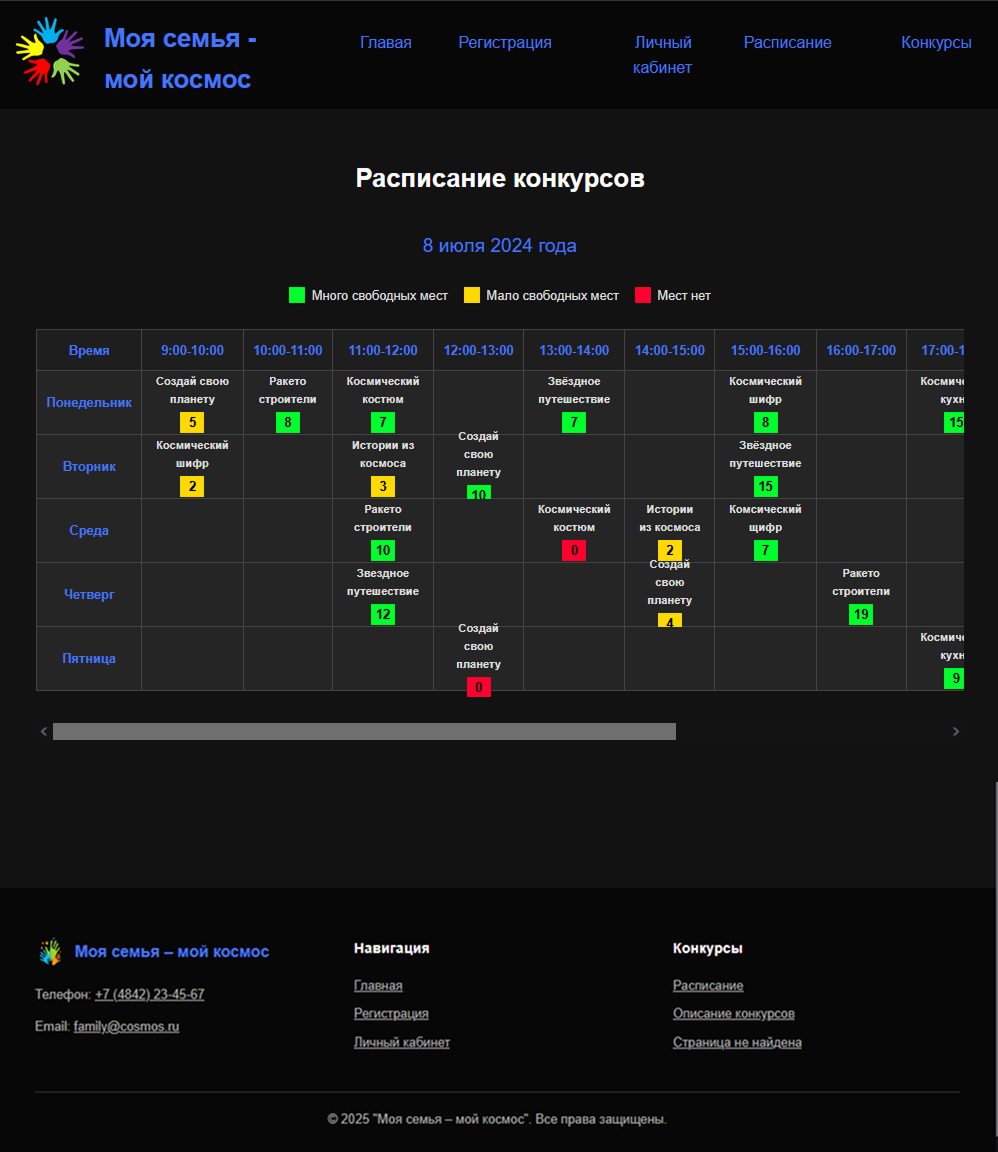 Моя семья -
мой космос
Главая Регистрация Личный кабинет Расписание Конкурсы
Расписание конкурсов
8 июля 2024 года
Много свободных мест Мало свободных мест Мест нет
Время 9:00-10:00 10:00-11:00 11:00-12:00 12:00-13:00 13:00-14:00 14:00-15:00 15:00-16:00 16:00-17:00 17:00-1
Понедельник
Создай свою
планету
5
Ракето
строители
8
Космический
костюм
7
Звёздное
путешествие
7
Космический
шифр
8
Космиче
кухн
15
Вторник
Космический
шифр
2
Истории из
космоса
3
Создай
свою
планету
10
Звёздное
путешествие
15
Среда
Ракето
строители
10
Космический
костюм
0
Истории
из космоса
2
Комсический
щифр
7
Четверг
Звездное
путешествие
12
Создай
свою
планету
4
Ракето
строители
19
Пятница
Создай
свою
планету
0
Космиче
кухн
9
Моя семья – мой космос
Телефон: +7 (4842) 23-45-67
Email: family@cosmos.ru
Навигация
Главная
Регистрация
Личный кабинет
Конкурсы
Расписание
Описание конкурсов
Страница не найдена
© 2025 "Моя семья – мой космос". Все права защищены.